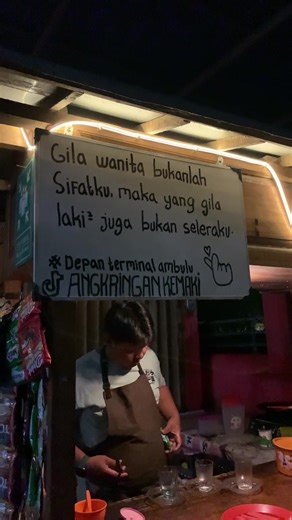 Gila wanita bukanlah
Sifatku, maka yang gila
laki² juga bukan seleraku.
* Depan terminal ambulu
ANGKRINGAN KEMAKI